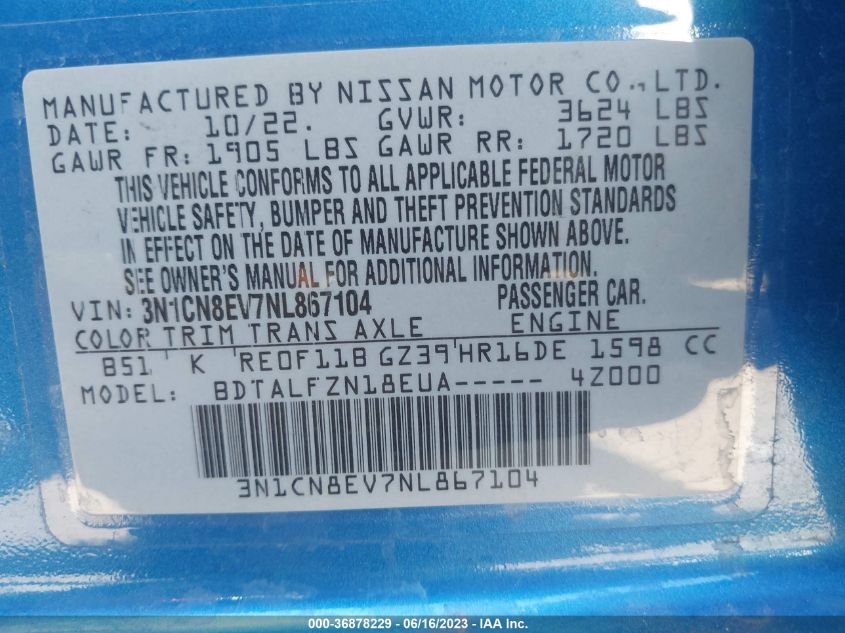 MANUFACTURED BY NISSAN MOTOR CO., LTD.
DATE: 10/22. GVWR: 3624 LBS
GAWR FR: 1905 LBS GAWR RR: 1720 LBS
THIS VEHICLE CONFORMS TO ALL APPLICABLE FEDERAL MOTOR
VEHICLE SAFETY, BUMPER AND THEFT PREVENTION STANDARDS
IN EFFECT ON THE DATE OF MANUFACTURE SHOWN ABOVE.
SEE OWNER'S MANUAL FOR ADDITIONAL INFORMATION.
VIN: 3N1CN8EV7NL867104 PASSENGER CAR.
COLOR TRIM TRANS AXLE ENGINE
B51 K RE0F11B GZ39 HR16DE 1598 CC
MODEL: BDTALFZN18EUA----- 4Z000
3N1CN8EV7NL867104
000-36878229 - 06/16/2023 - IAA Inc.